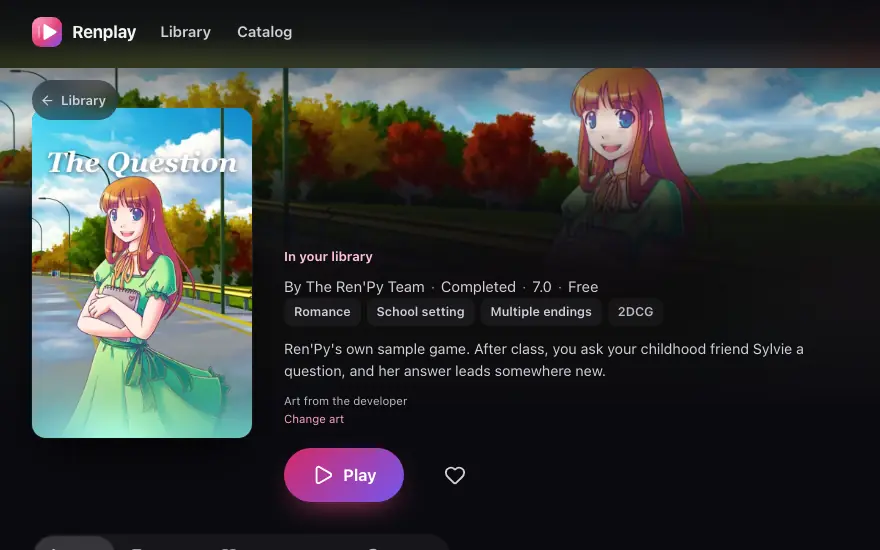 Renplay
Library
Catalog
Library
The Question
In your library
By The Ren'Py Team · Completed · 7.0 · Free
Romance
School setting
Multiple endings
2DCG
Ren'Py's own sample game. After class, you ask your childhood friend Sylvie a
question, and her answer leads somewhere new.
Art from the developer
Change art
Play